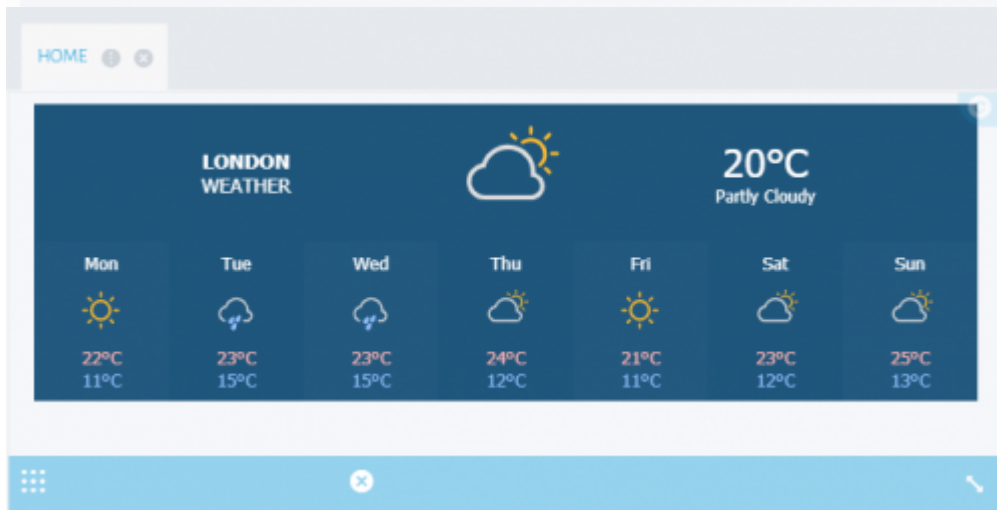 HOME
LONDON
WEATHER
20°C
Partly Cloudy
Mon Tue Wed Thu Fri Sat Sun
22°C 23°C 23°C 24°C 21°C 23°C 25°C
11°C 15°C 15°C 12°C 11°C 12°C 13°C